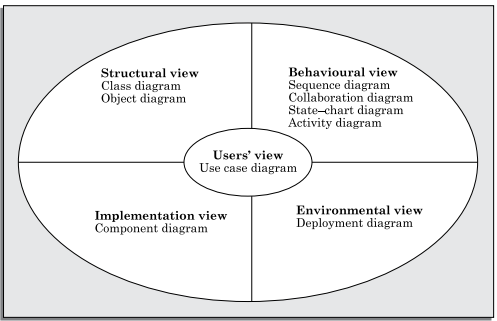 Structural view
Class diagram
Object diagram
Behavioural view
Sequence diagram
Collaboration diagram
State–chart diagram
Activity diagram
Users' view
Use case diagram
Implementation view
Component diagram
Environmental view
Deployment diagram